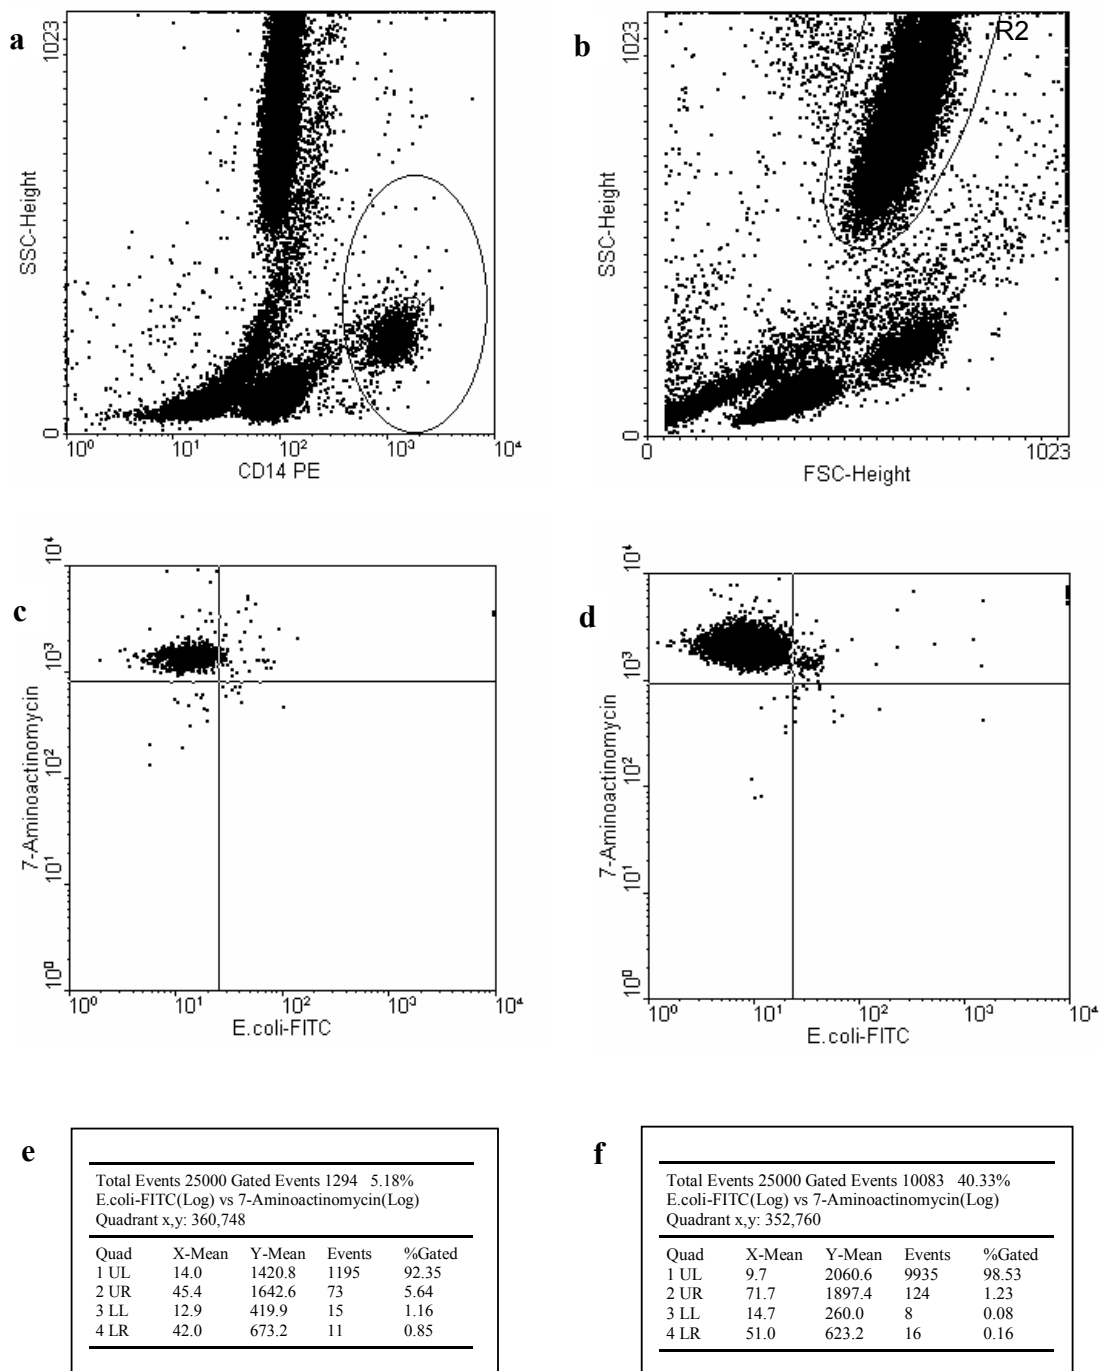 a
1023
SSC-Height
0
10⁰ 10¹ 10² 10³ 10⁴
CD14 PE
b
R2
1023
SSC-Height
0
0 1023
FSC-Height
c
10⁴
10³
10²
10¹
10⁰
7-Aminoactinomycin
10⁰ 10¹ 10² 10³ 10⁴
E.coli-FITC
d
10⁴
10³
10²
10¹
10⁰
7-Aminoactinomycin
10⁰ 10¹ 10² 10³ 10⁴
E.coli-FITC
e
Total Events 25000 Gated Events 1294 5.18%
E.coli-FITC(Log) vs 7-Aminoactinomycin(Log)
Quadrant x,y: 360,748
Quad X-Mean Y-Mean Events %Gated
1 UL 14.0 1420.8 1195 92.35
2 UR 45.4 1642.6 73 5.64
3 LL 12.9 419.9 15 1.16
4 LR 42.0 673.2 11 0.85
f
Total Events 25000 Gated Events 10083 40.33%
E.coli-FITC(Log) vs 7-Aminoactinomycin(Log)
Quadrant x,y: 352,760
Quad X-Mean Y-Mean Events %Gated
1 UL 9.7 2060.6 9935 98.53
2 UR 71.7 1897.4 124 1.23
3 LL 14.7 260.0 8 0.08
4 LR 51.0 623.2 16 0.16